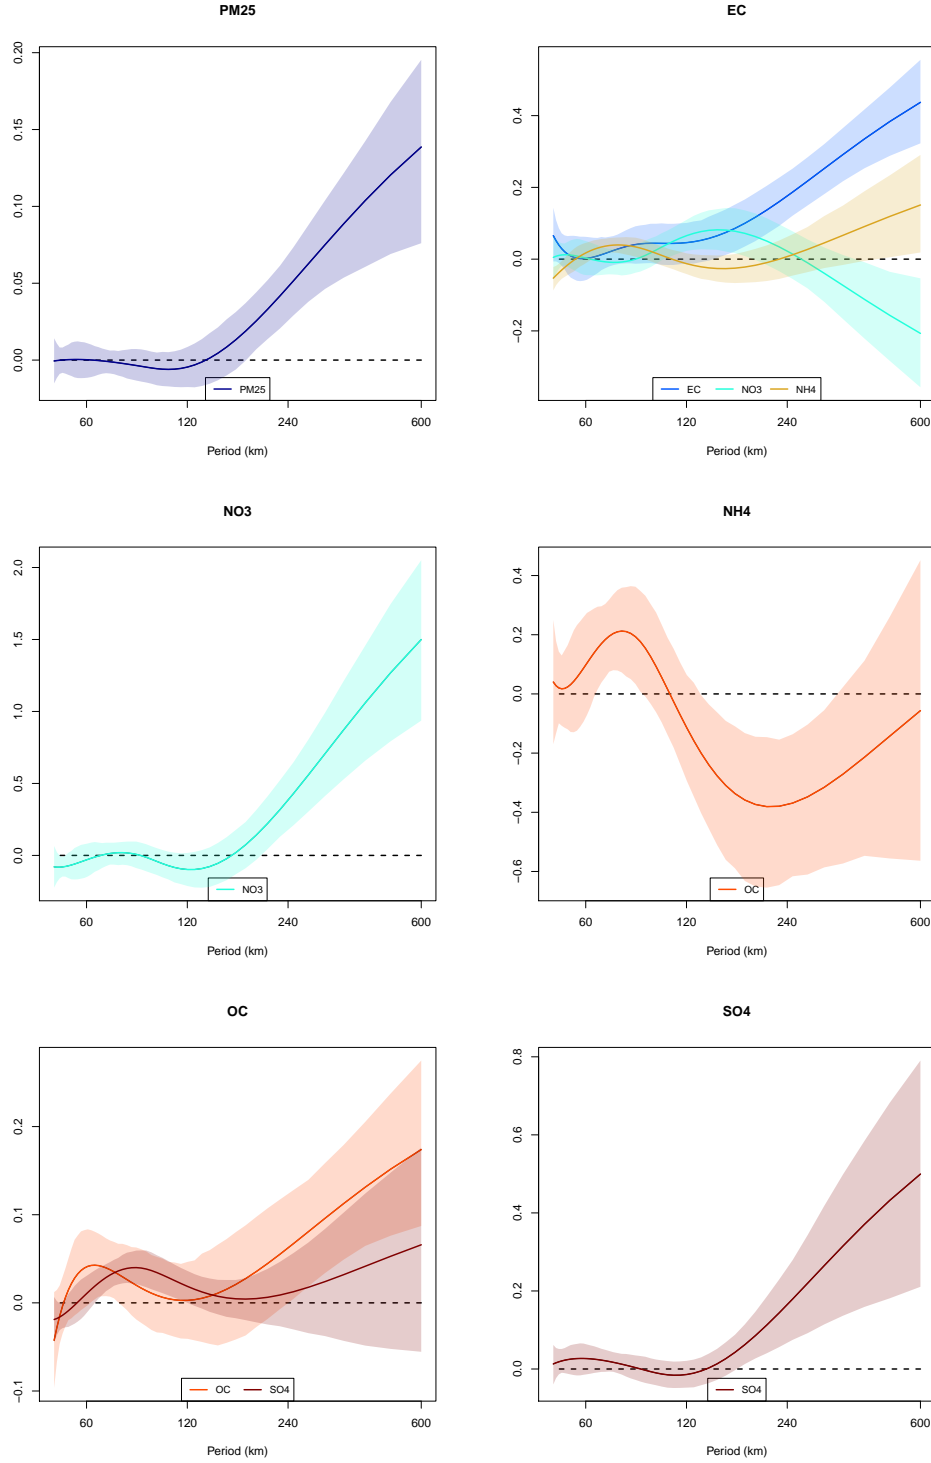 PM25
0.20
0.15
0.10
0.05
0.00
PM25
60 120 240 600
Period (km)
EC
0.4
0.2
0.0
−0.2
EC NO3 NH4
60 120 240 600
Period (km)
NO3
2.0
1.5
1.0
0.5
0.0
NO3
60 120 240 600
Period (km)
NH4
0.4
0.2
0.0
−0.2
−0.4
−0.6
OC
60 120 240 600
Period (km)
OC
0.2
0.1
0.0
−0.1
OC SO4
60 120 240 600
Period (km)
SO4
0.8
0.6
0.4
0.2
0.0
SO4
60 120 240 600
Period (km)